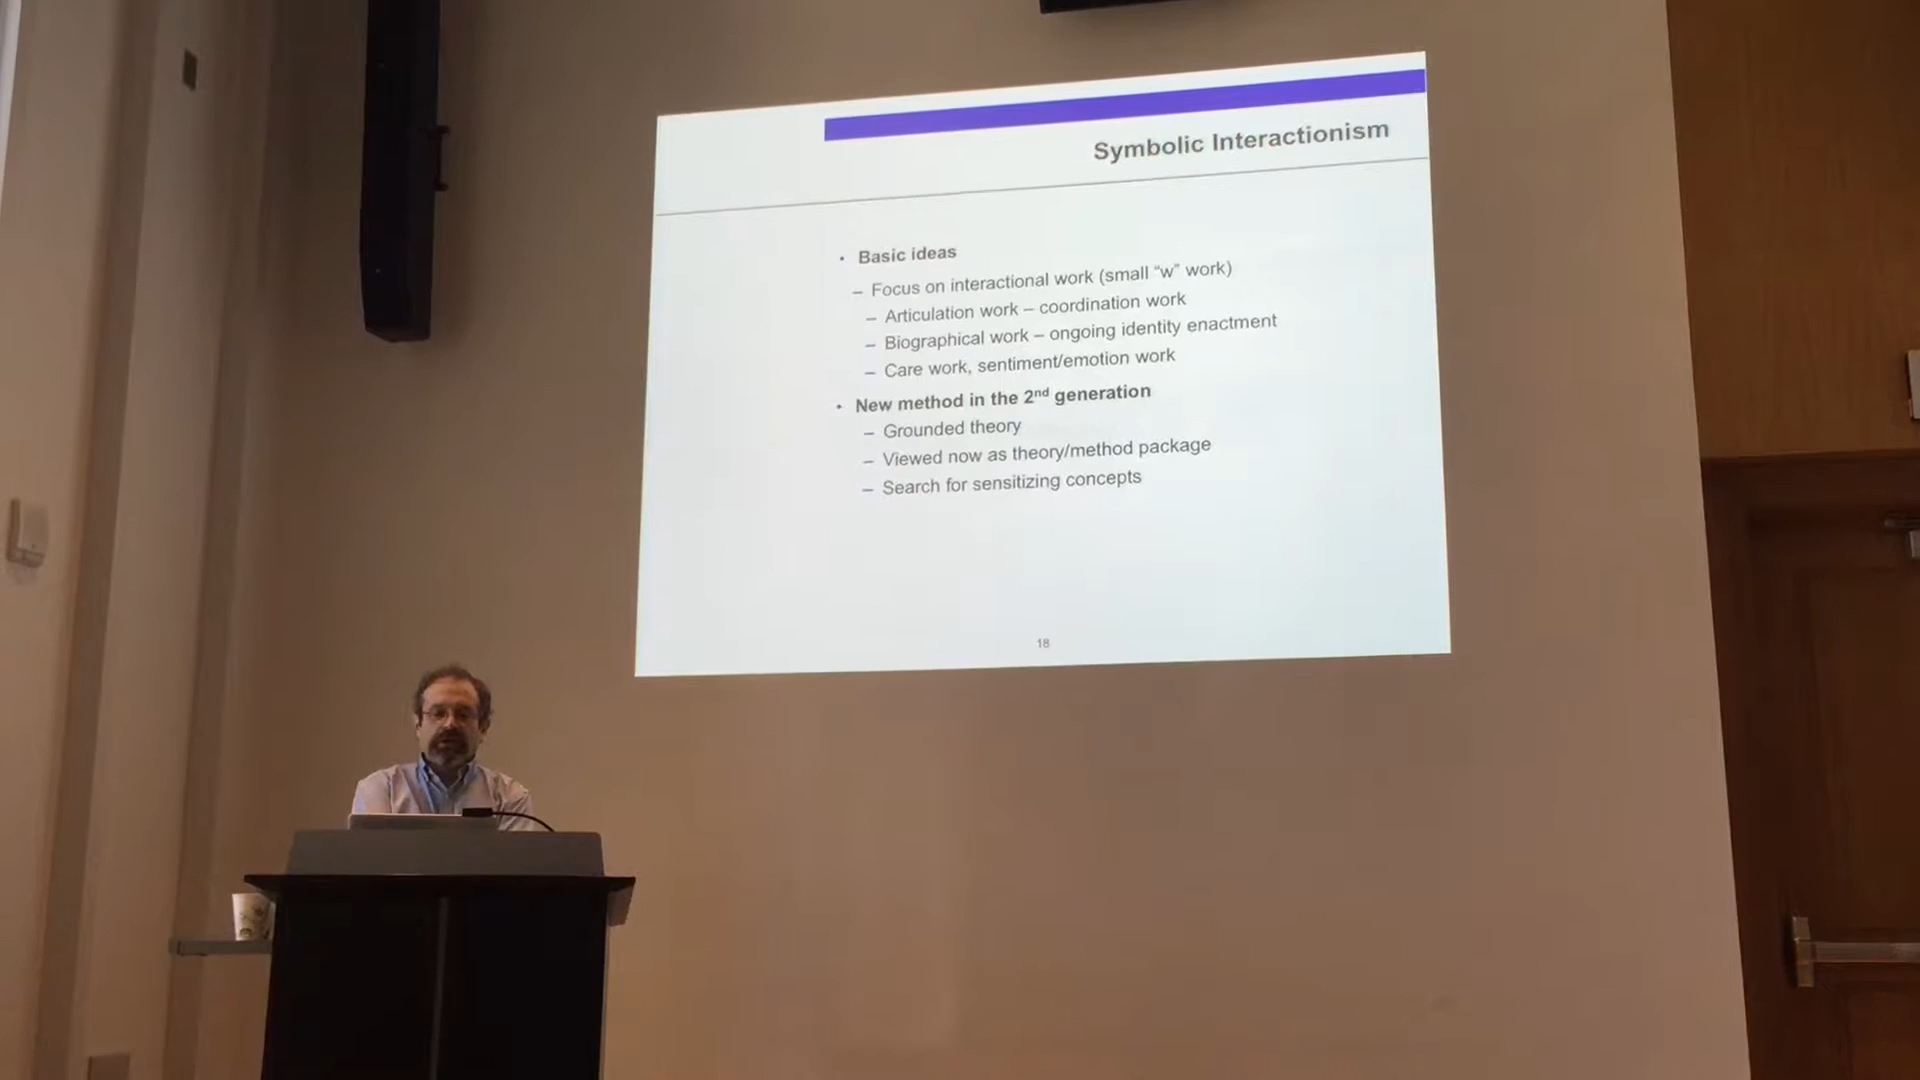 Symbolic Interactionism
• Basic ideas
– Focus on interactional work (small “w” work)
– Articulation work – coordination work
– Biographical work – ongoing identity enactment
– Care work, sentiment/emotion work
• New method in the 2nd generation
– Grounded theory
– Viewed now as theory/method package
– Search for sensitizing concepts
18